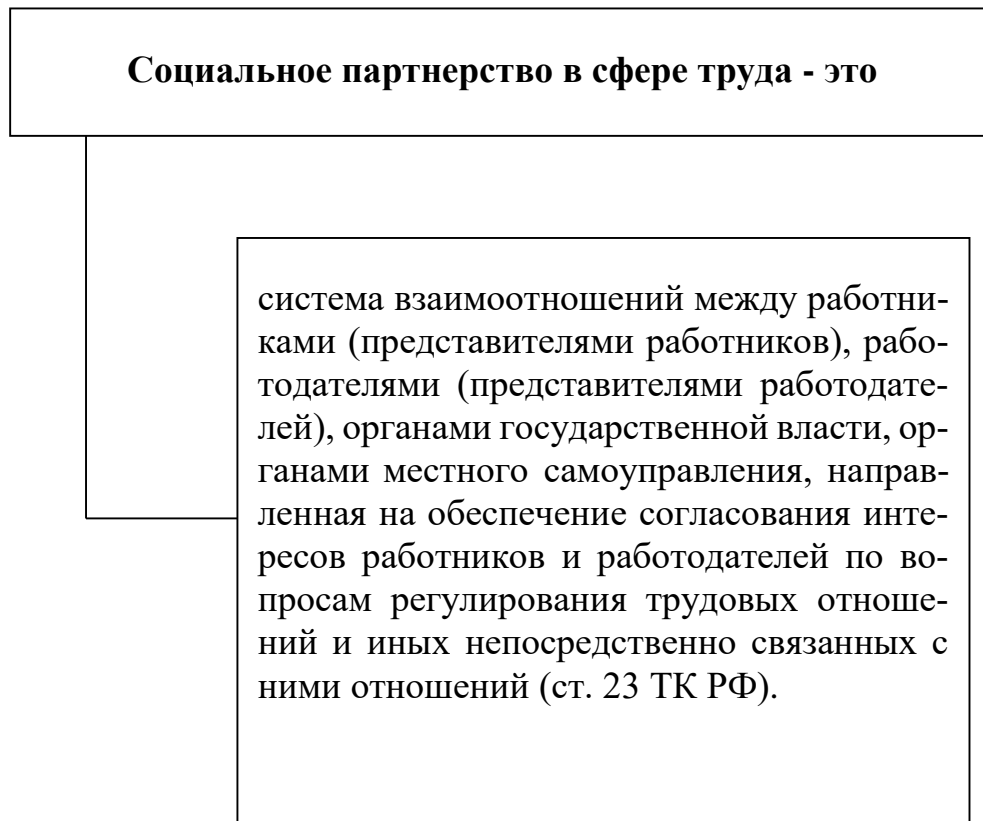 Социальное партнерство в сфере труда - это
система взаимоотношений между работни-
ками (представителями работников), рабо-
тодателями (представителями работодате-
лей), органами государственной власти, ор-
ганами местного самоуправления, направ-
ленная на обеспечение согласования инте-
ресов работников и работодателей по во-
просам регулирования трудовых отноше-
ний и иных непосредственно связанных с
ними отношений (ст. 23 ТК РФ).